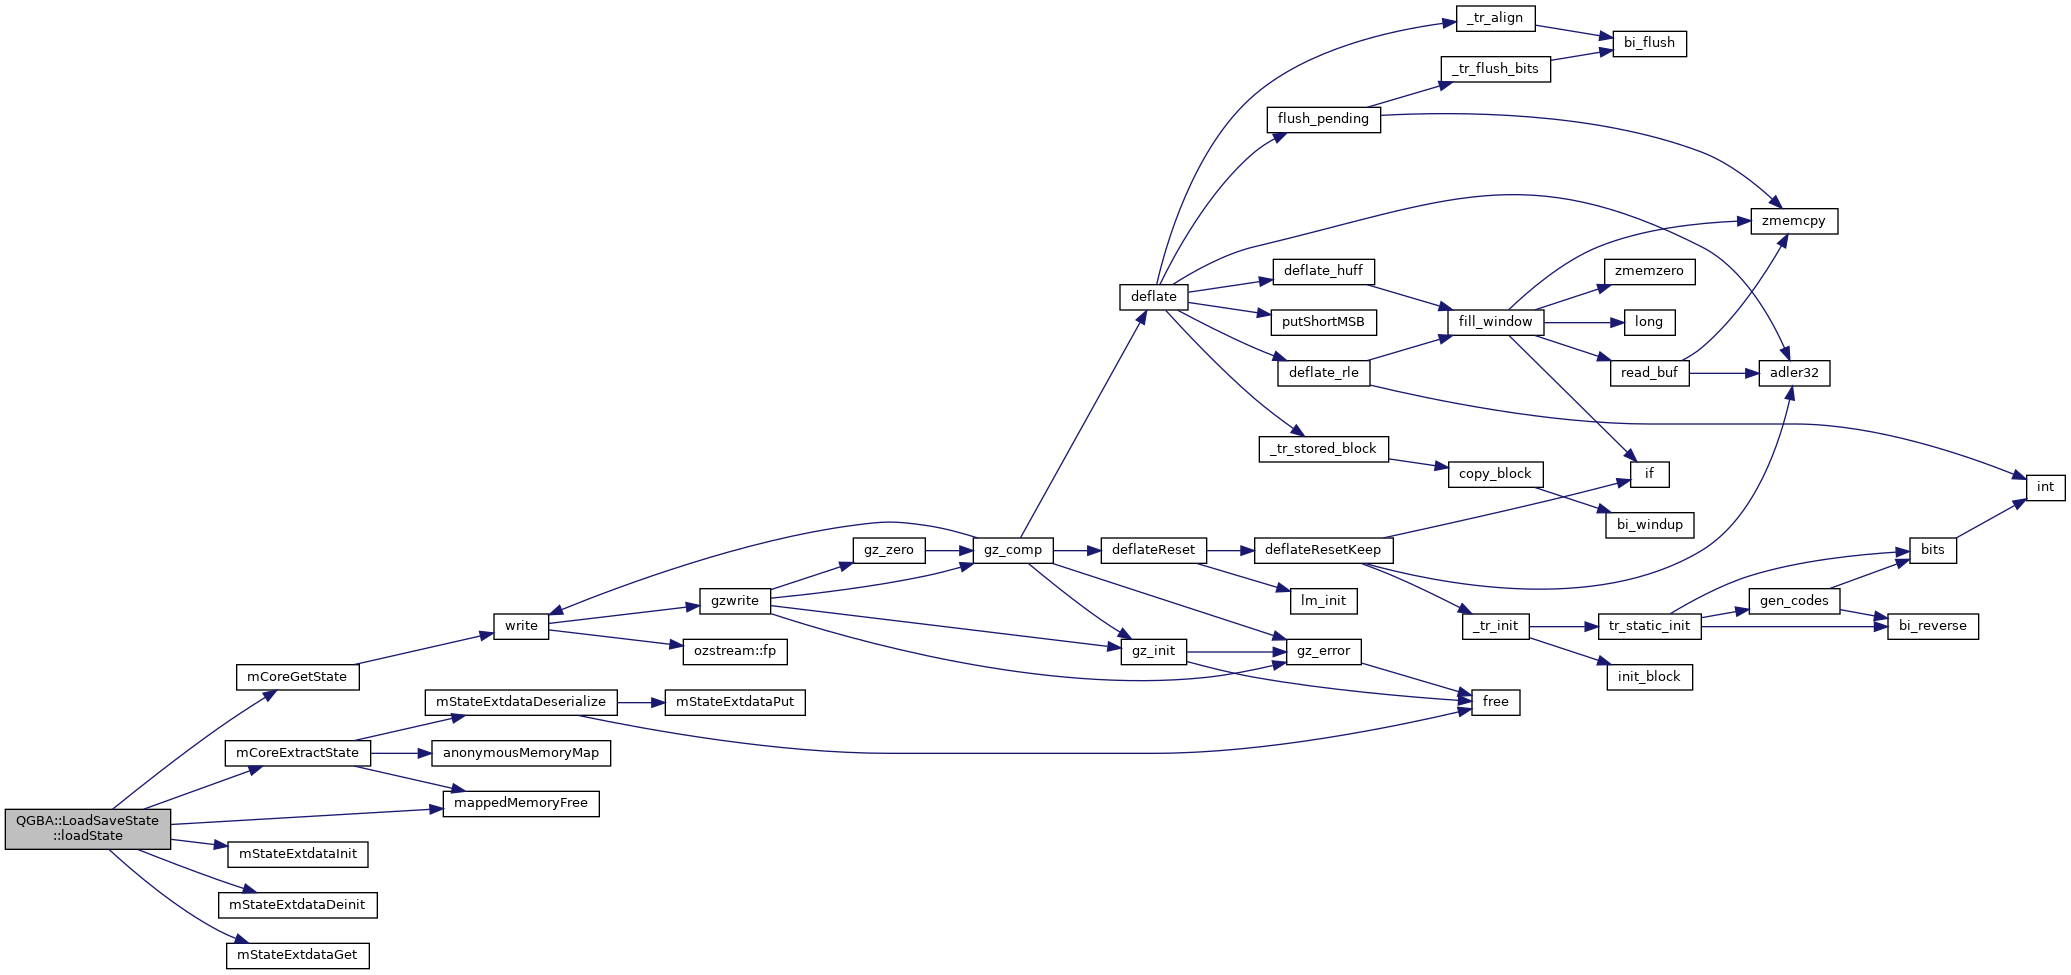 _tr_align
bi_flush
_tr_flush_bits
flush_pending
zmemcpy
deflate_huff
zmemzero
deflate
putShortMSB
fill_window
long
deflate_rle
read_buf
adler32
_tr_stored_block
copy_block
if
int
bi_windup
gz_zero
gz_comp
deflateReset
deflateResetKeep
bits
gzwrite
lm_init
gen_codes
write
_tr_init
tr_static_init
bi_reverse
ozstream::fp
gz_init
gz_error
mCoreGetState
init_block
mStateExtdataDeserialize
mStateExtdataPut
free
mCoreExtractState
anonymousMemoryMap
mappedMemoryFree
QGBA::LoadSaveState
::loadState
mStateExtdataInit
mStateExtdataDeinit
mStateExtdataGet